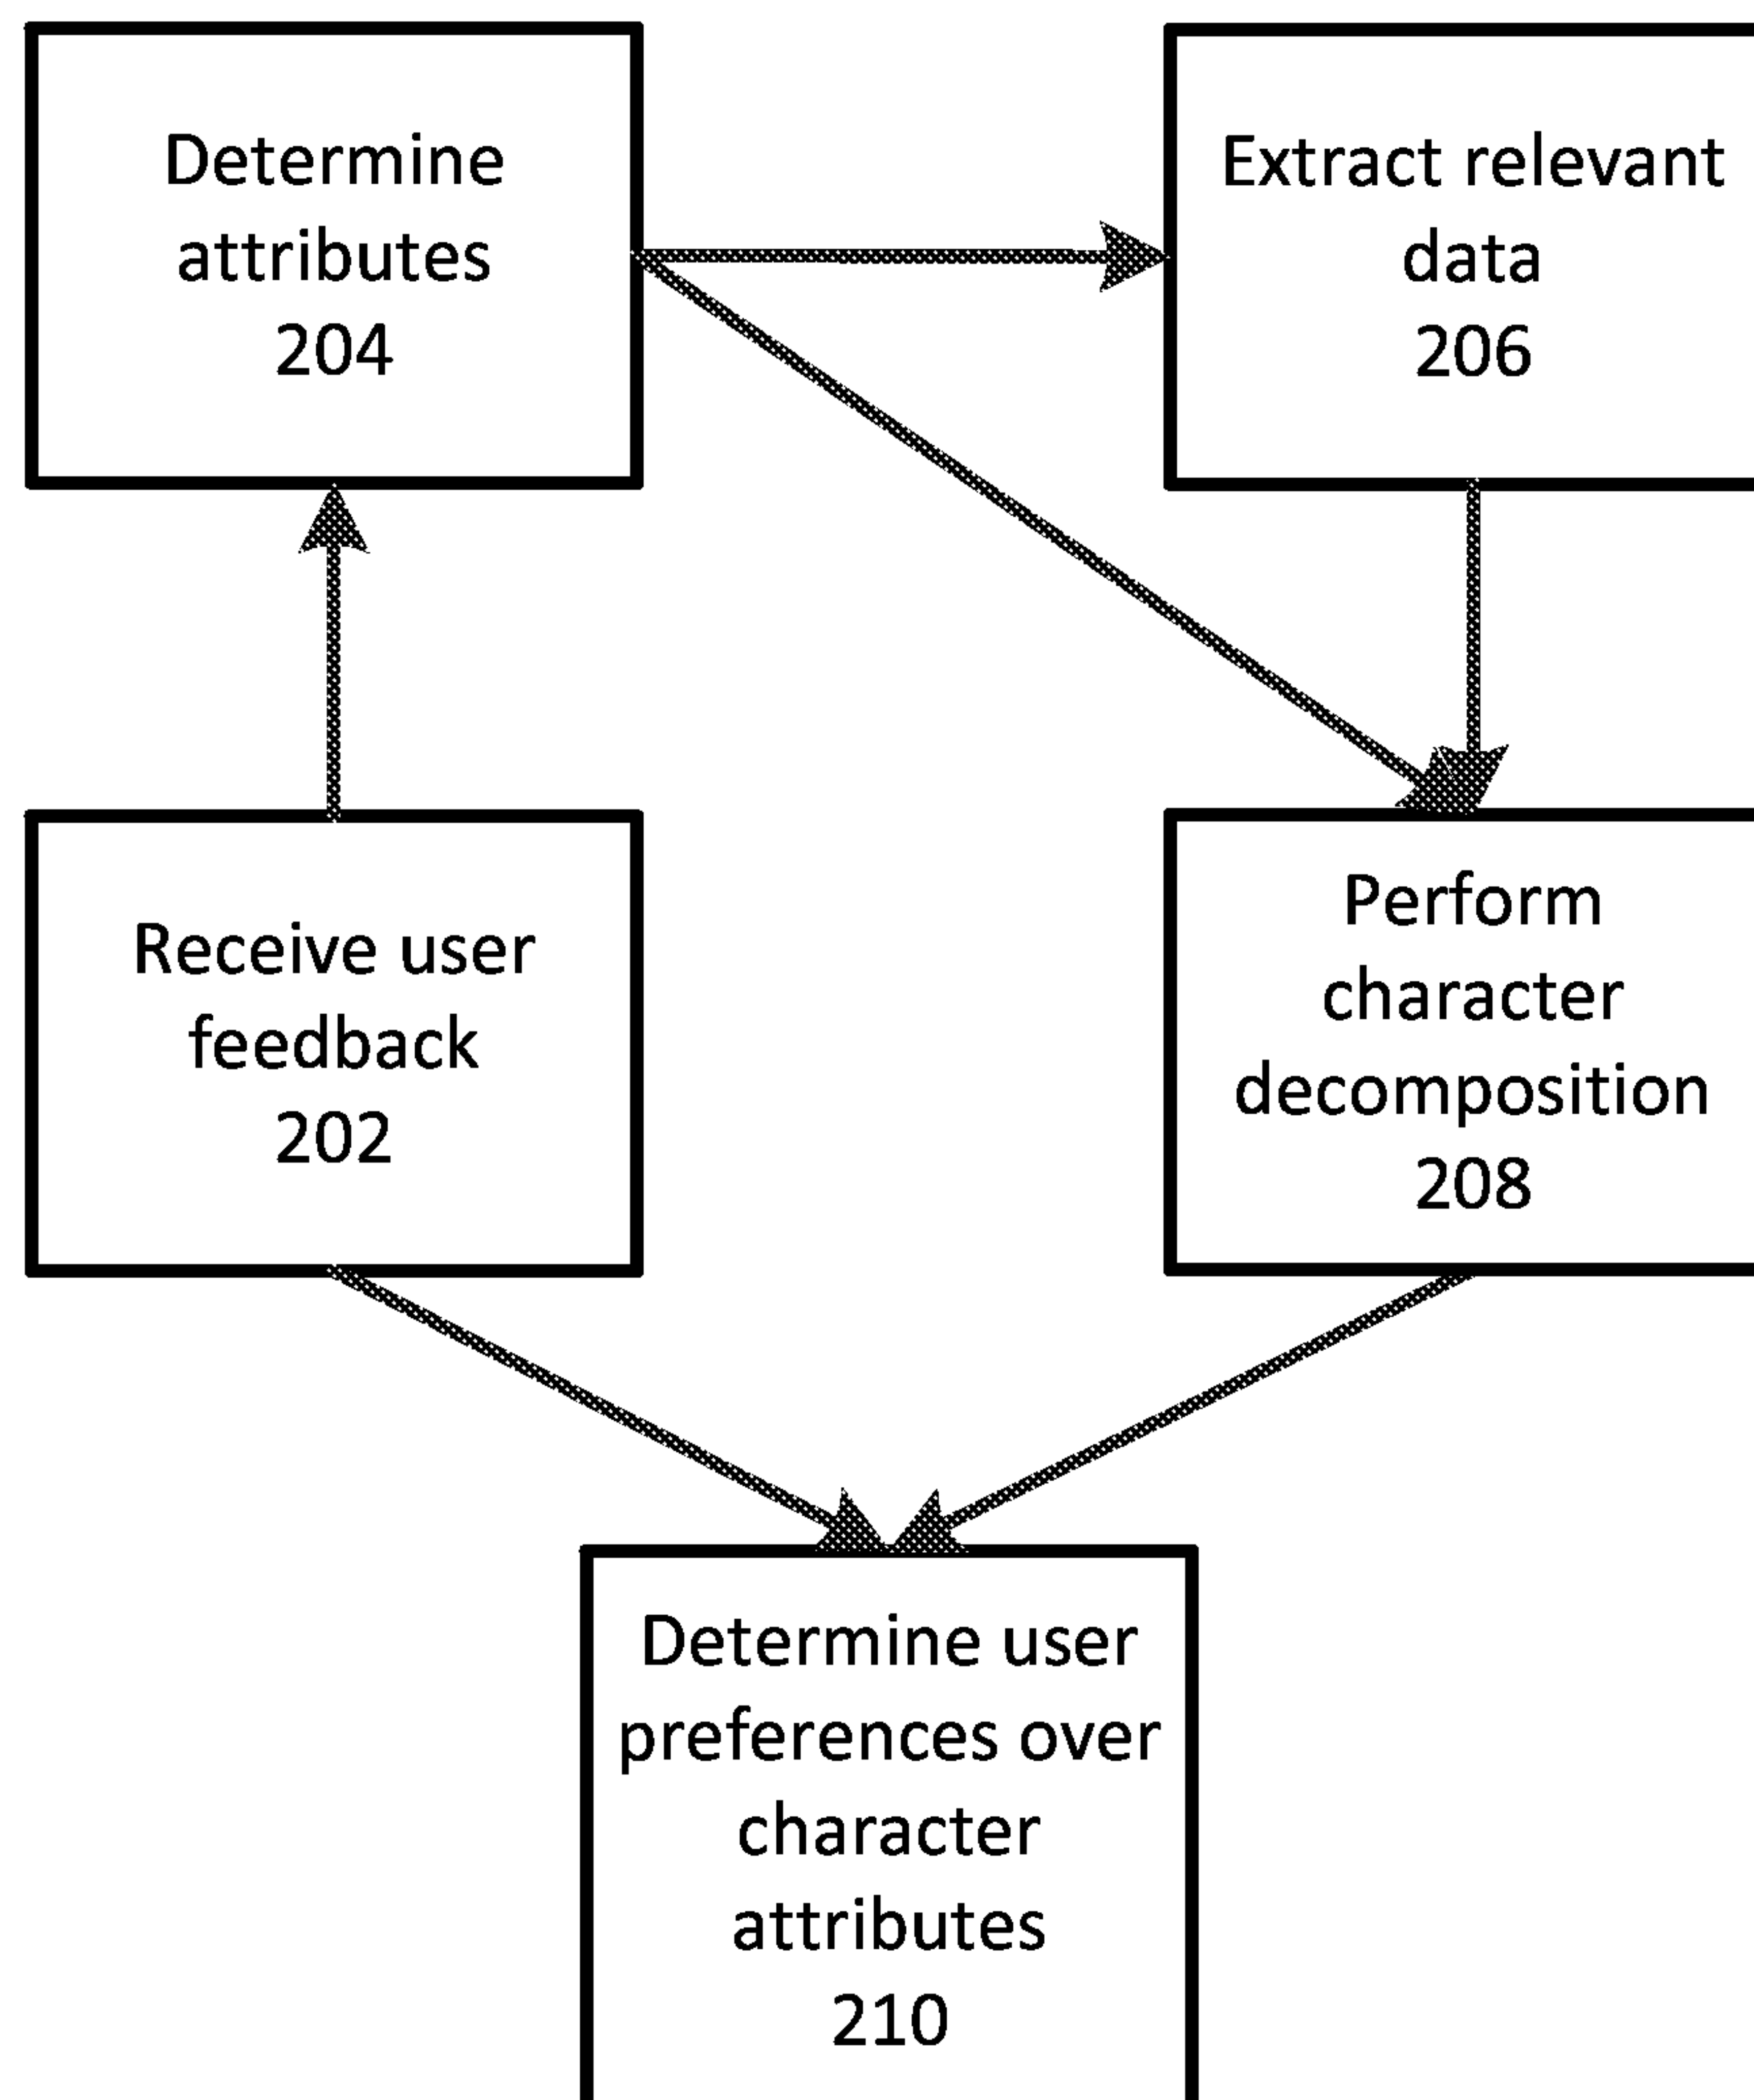 Determine
attributes
204
Extract relevant
data
206
Receive user
feedback
202
Perform
character
decomposition
208
Determine user
preferences over
character
attributes
210